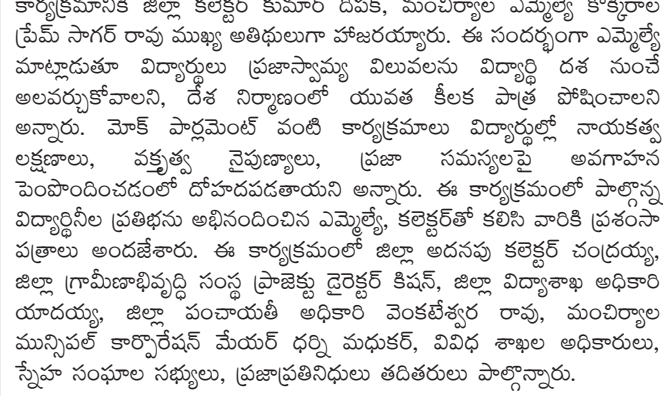 కార్యక్రమానికి జిల్లా కలెక్టర్ కుమార్ దీపక్, మంచిర్యాల ఎమ్మెల్యే కొక్కిరాల
ప్రేమ్ సాగర్ రావు ముఖ్య అతిథులుగా హాజరయ్యారు. ఈ సందర్భంగా ఎమ్మెల్యే
మాట్లాడుతూ విద్యార్థులు ప్రజాస్వామ్య విలువలను విద్యార్థి దశ నుంచే
అలవర్చుకోవాలని, దేశ నిర్మాణంలో యువత కీలక పాత్ర పోషించాలని
అన్నారు. మోక్ పార్లమెంట్ వంటి కార్యక్రమాలు విద్యార్థుల్లో నాయకత్వ
లక్షణాలు, వక్తృత్వ నైపుణ్యాలు, ప్రజా సమస్యలపై అవగాహన
పెంపొందించడంలో దోహదపడతాయని అన్నారు. ఈ కార్యక్రమంలో పాల్గొన్న
విద్యార్థినీల ప్రతిభను అభినందించిన ఎమ్మెల్యే, కలెక్టర్‌తో కలిసి వారికి ప్రశంసా
పత్రాలు అందజేశారు. ఈ కార్యక్రమంలో జిల్లా అదనపు కలెక్టర్ చంద్రయ్య,
జిల్లా గ్రామీణాభివృద్ధి సంస్థ ప్రాజెక్టు డైరెక్టర్ కిషన్, జిల్లా విద్యాశాఖ అధికారి
యాదయ్య, జిల్లా పంచాయతీ అధికారి వెంకటేశ్వర రావు, మంచిర్యాల
మున్సిపల్ కార్పొరేషన్ మేయర్ ధర్ని మధుకర్, వివిధ శాఖల అధికారులు,
స్నేహ సంఘాల సభ్యులు, ప్రజాప్రతినిధులు తదితరులు పాల్గొన్నారు.